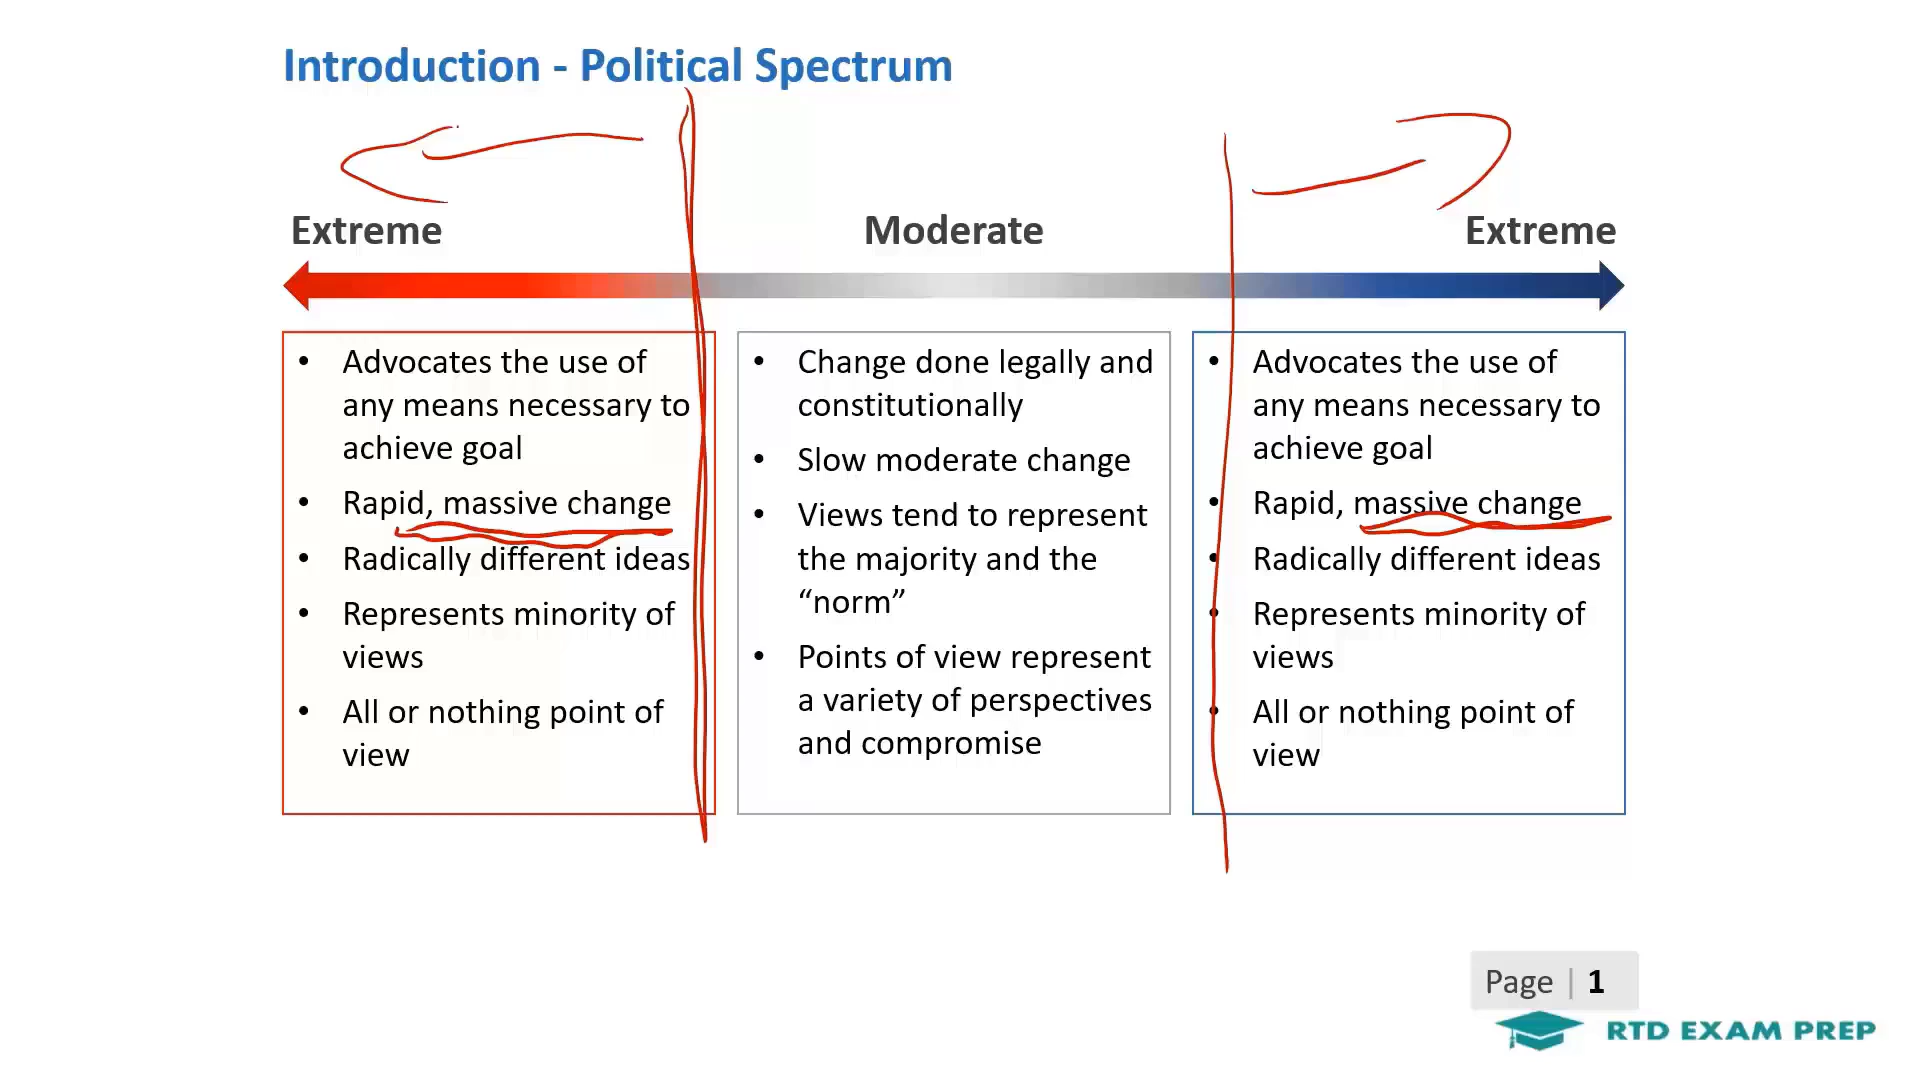 Introduction - Political Spectrum
Extreme
Moderate
Extreme
• Advocates the use of
any means necessary to
achieve goal
• Rapid, massive change
• Radically different ideas
• Represents minority of
views
• All or nothing point of
view
• Change done legally and
constitutionally
• Slow moderate change
• Views tend to represent
the majority and the
“norm”
• Points of view represent
a variety of perspectives
and compromise
• Advocates the use of
any means necessary to
achieve goal
• Rapid, massive change
• Radically different ideas
• Represents minority of
views
• All or nothing point of
view
Page | 1
RTD EXAM PREP